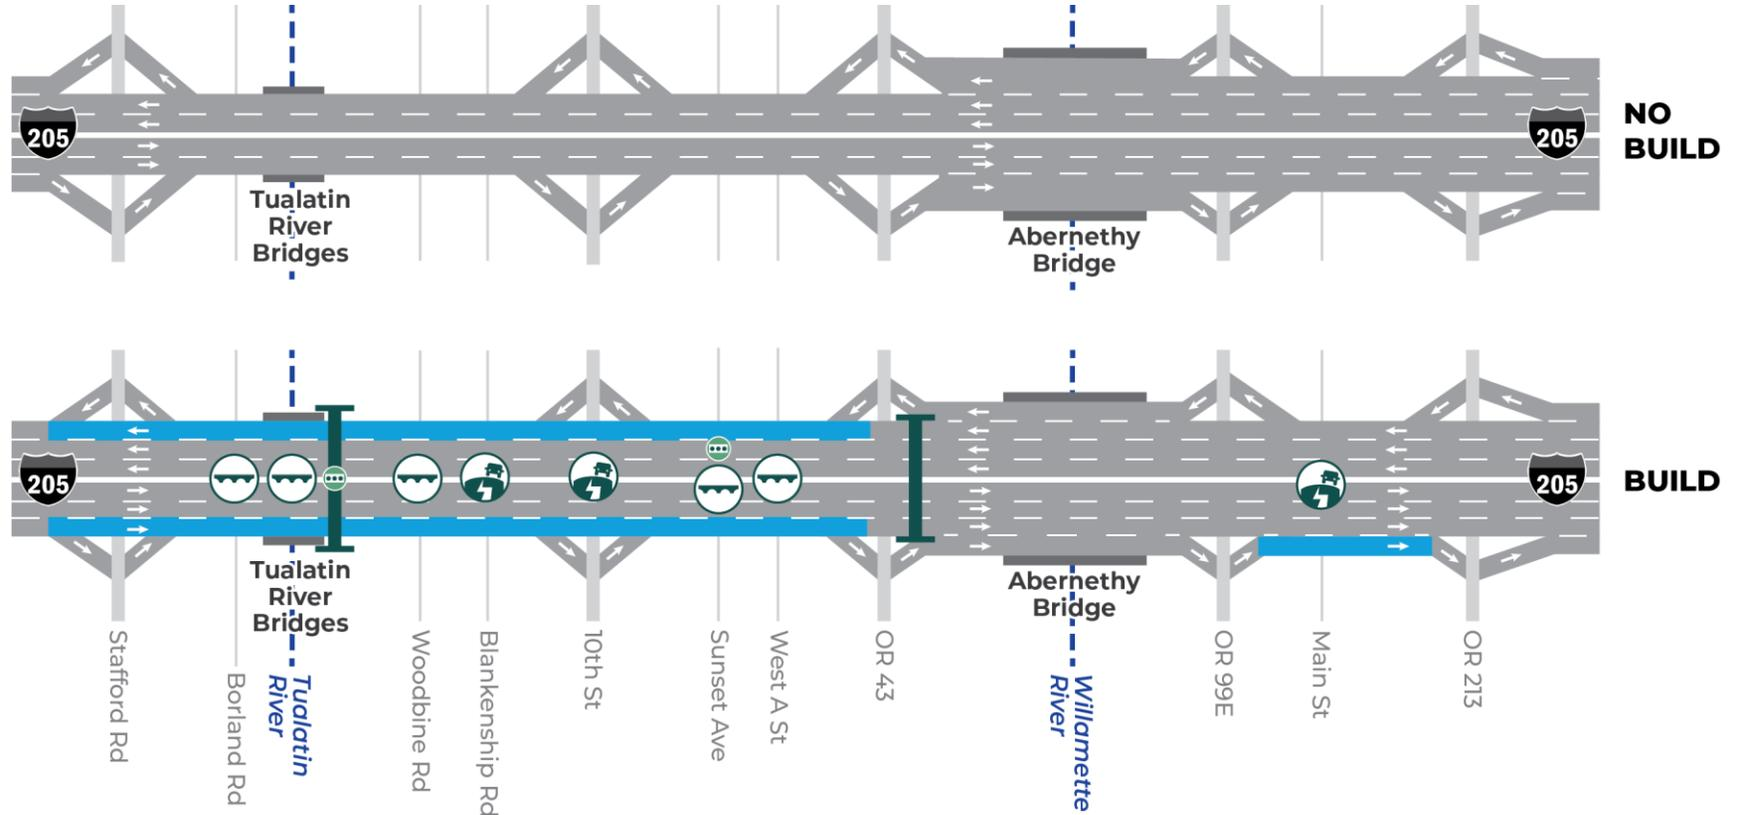 205
205
NO
BUILD
Tualatin
River
Bridges
Abernethy
Bridge
205
205
BUILD
Tualatin
River
Bridges
Abernethy
Bridge
Stafford Rd
Borland Rd
Tualatin
River
Woodbine Rd
Blankenship Rd
10th St
Sunset Ave
West A St
OR 43
Willamette
River
OR 99E
Main St
OR 213